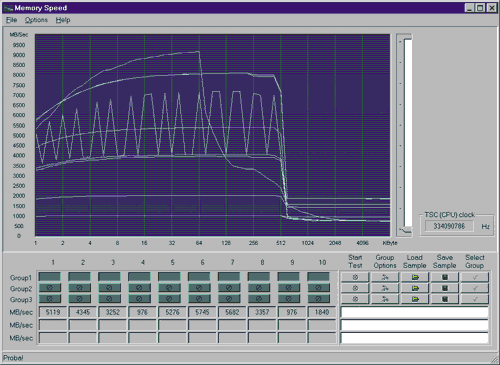 Memory Speed
File Options Help
MB/Sec
9500
9000
8500
8000
7500
7000
6500
6000
5500
5000
4500
4000
3500
3000
2500
2000
1500
1000
500
0
1 2 4 8 16 32 64 128 256 512 1024 2048 4096 KByte
TSC (CPU) clock
334090786 Hz
1 2 3 4 5 6 7 8 9 10
Start Test
Group Options
Load Sample
Save Sample
Select Group
Group1
Group2
Group3
MB/sec 5119 4345 3252 976 5276 5745 5682 3357 976 1840
MB/sec
MB/sec
Probal